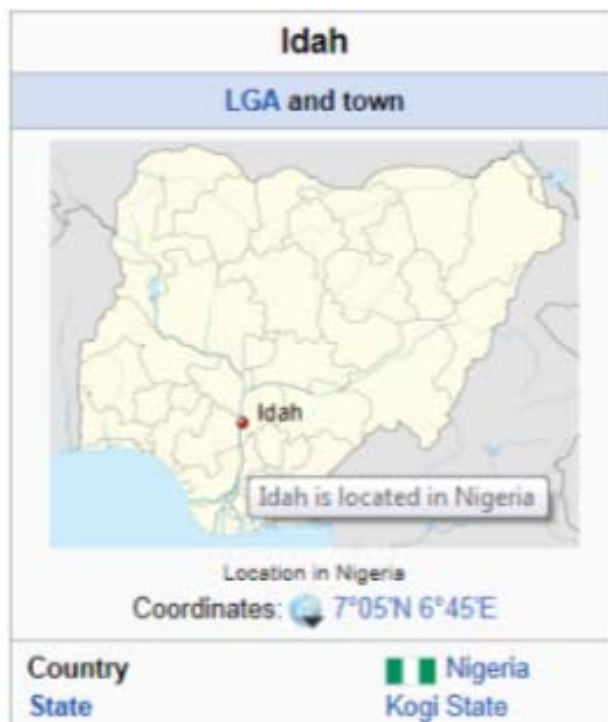 Idah
LGA and town
Idah
Idah is located in Nigeria
Location in Nigeria
Coordinates: 7°05′N 6°45′E
Country Nigeria
State Kogi State